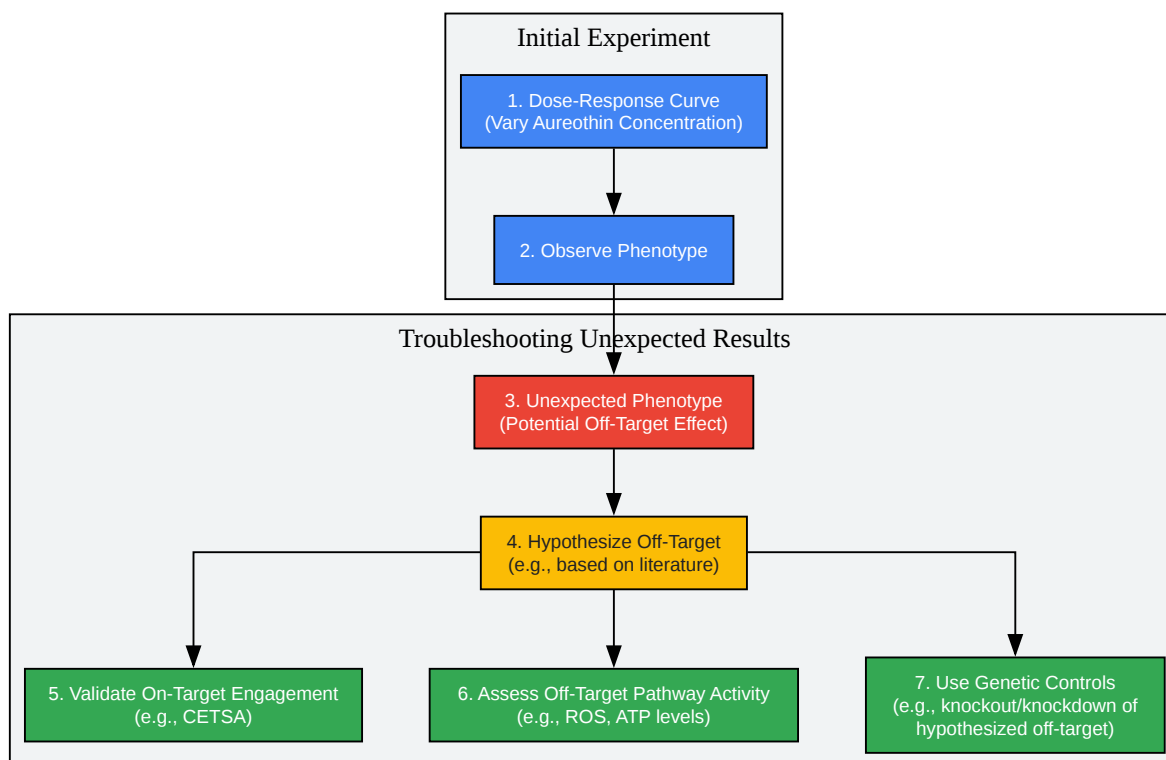 Initial Experiment
1. Dose-Response Curve
(Vary Aureothin Concentration)
2. Observe Phenotype
Troubleshooting Unexpected Results
3. Unexpected Phenotype
(Potential Off-Target Effect)
4. Hypothesize Off-Target
(e.g., based on literature)
5. Validate On-Target Engagement
(e.g., CETSA)
6. Assess Off-Target Pathway Activity
(e.g., ROS, ATP levels)
7. Use Genetic Controls
(e.g., knockout/knockdown of
hypothesized off-target)